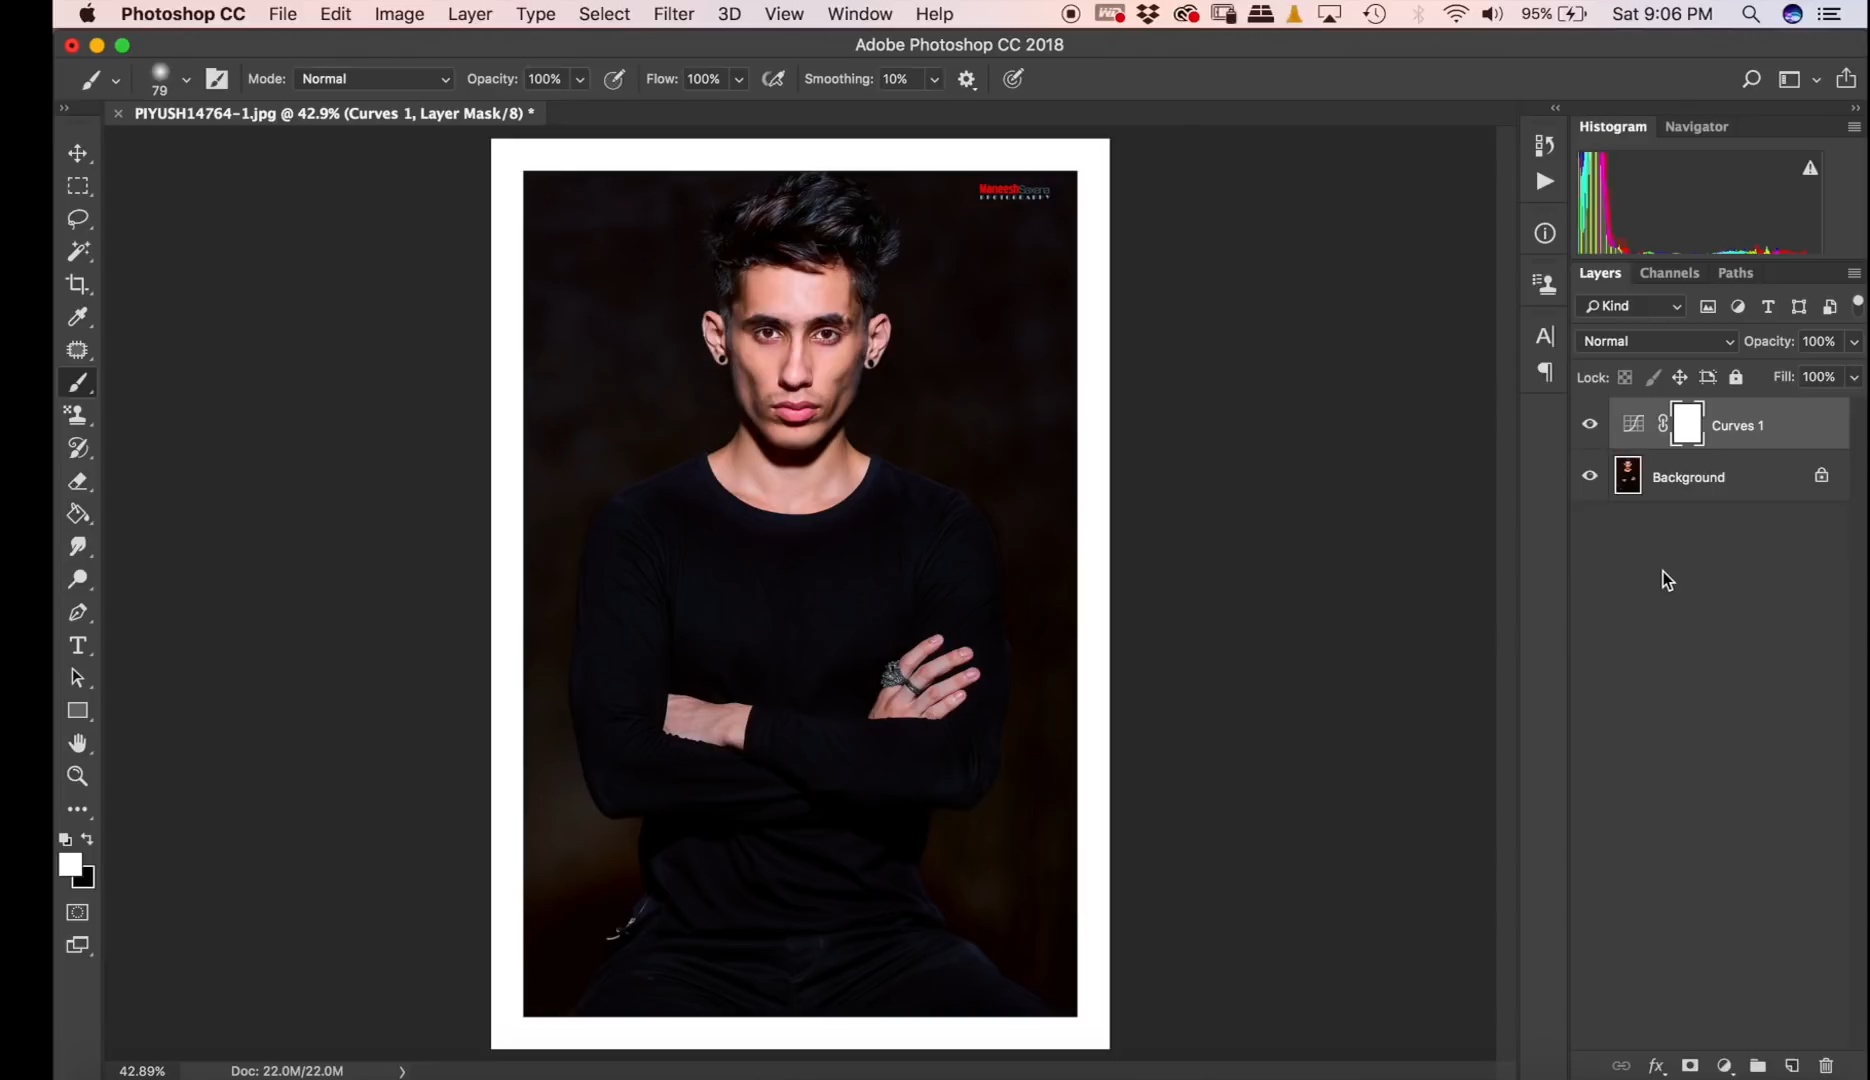 Photoshop CC File Edit Image Layer Type Select Filter 3D View Window Help 95% Sat 9:06 PM
Adobe Photoshop CC 2018
79 Mode: Normal Opacity: 100% Flow: 100% Smoothing: 10%
PIYUSH14764-1.jpg @ 42.9% (Curves 1, Layer Mask/8) *
Histogram Navigator
ManeeshSaxena
PHOTOGRAPHY
Layers Channels Paths
Kind
Normal Opacity: 100%
Lock: Fill: 100%
Curves 1
Background
42.89% Doc: 22.0M/22.0M